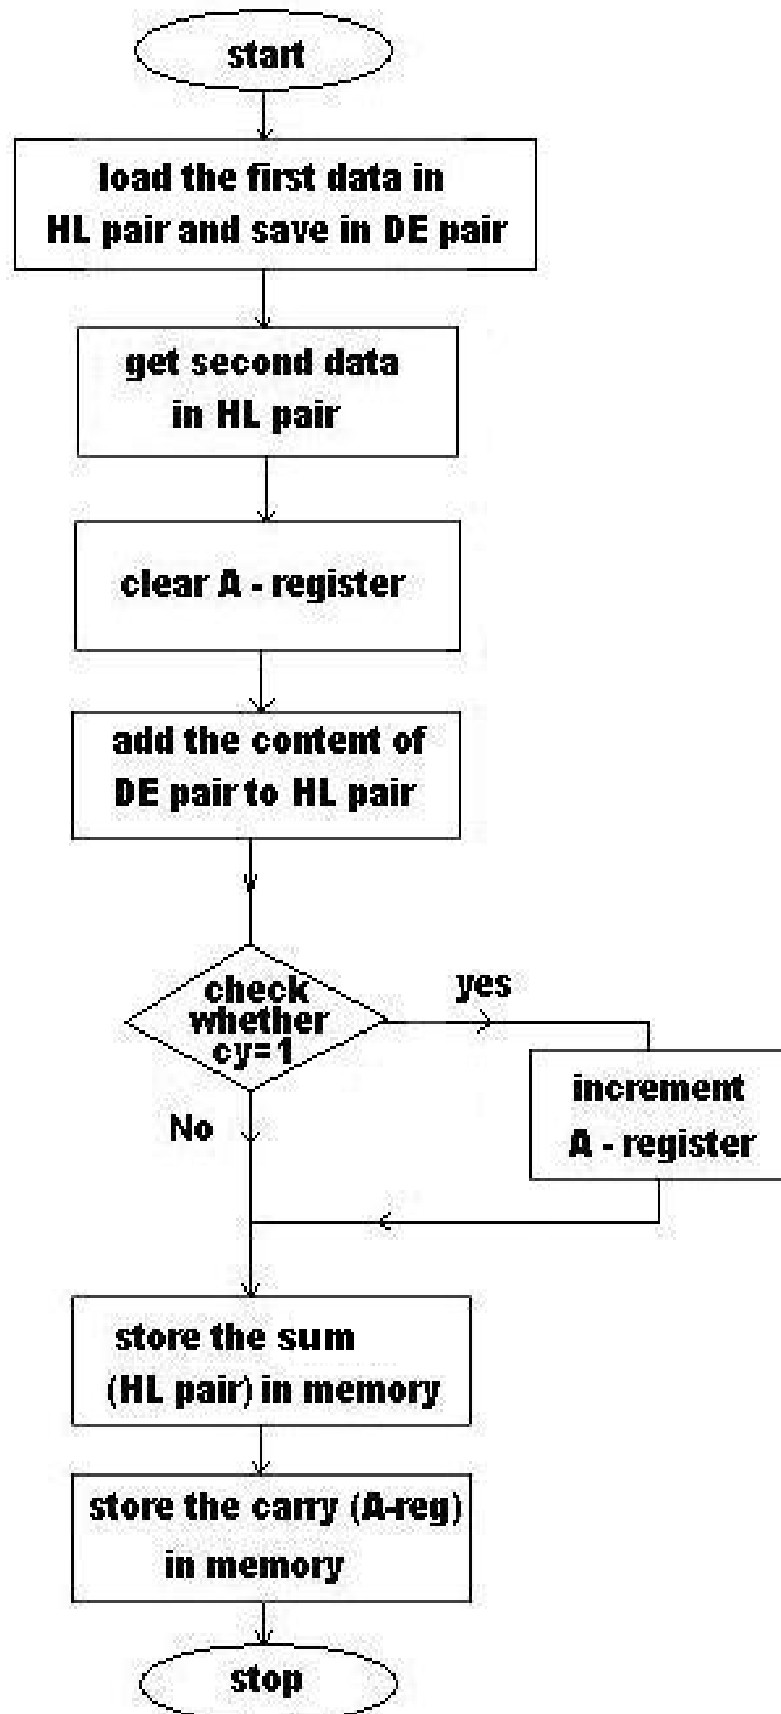 start
load the first data in
HL pair and save in DE pair
get second data
in HL pair
clear A - register
add the content of
DE pair to HL pair
check
whether
cy=1
yes
increment
A - register
No
store the sum
(HL pair) in memory
store the carry (A-reg)
in memory
stop